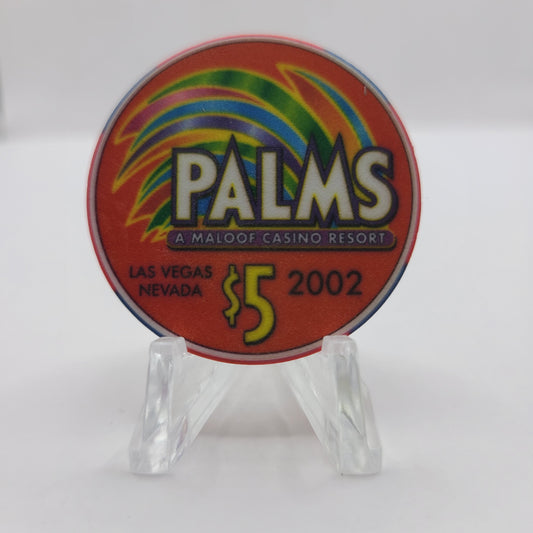 PALMS
A MALOOF CASINO RESORT
LAS VEGAS
NEVADA
$5
2002